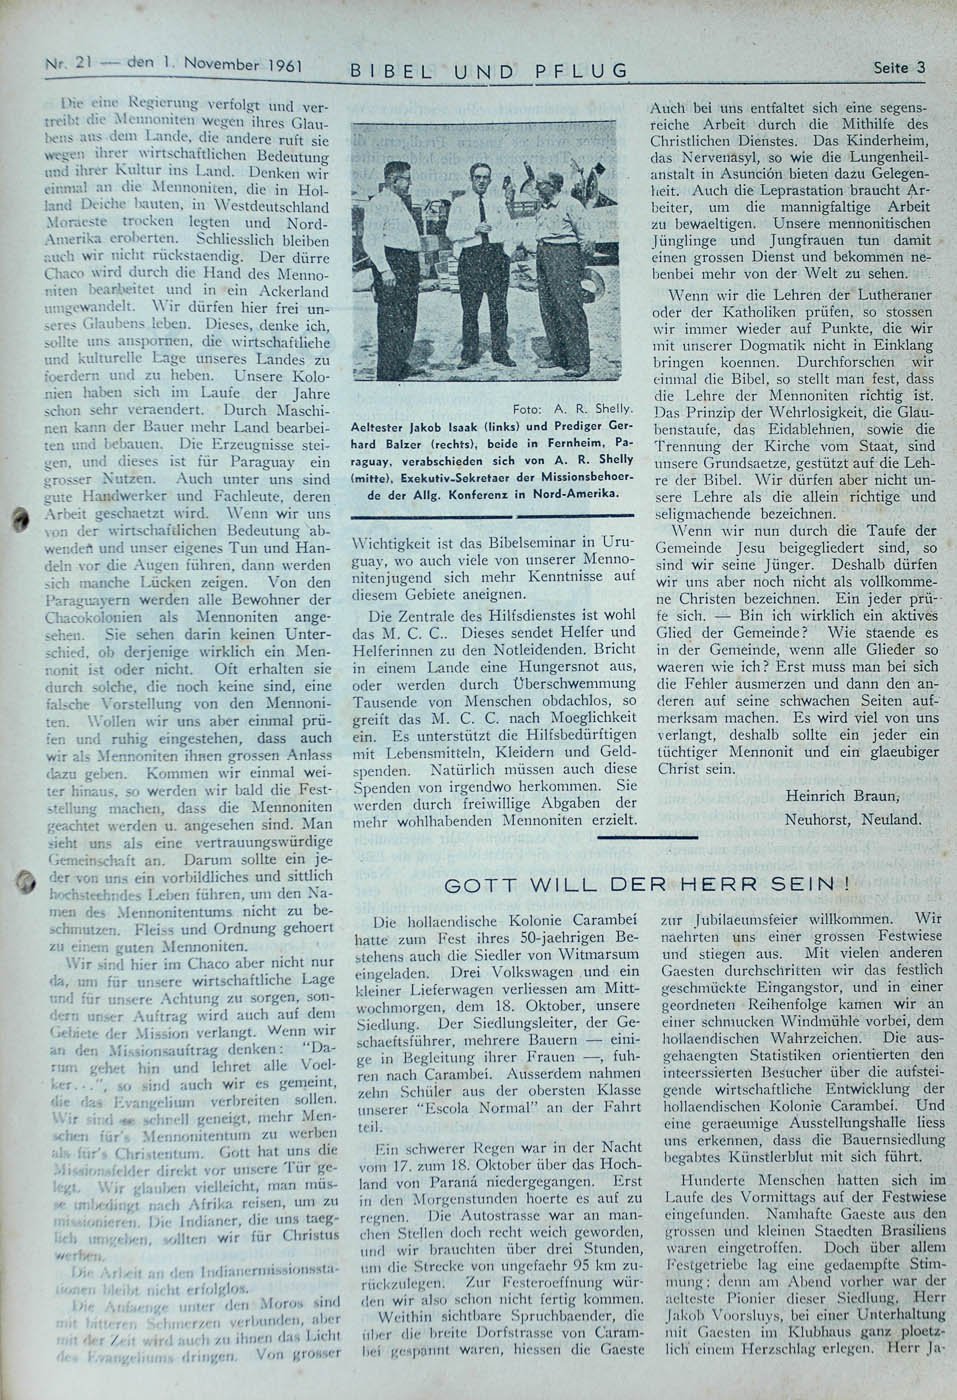 Nr. 21 — den 1. November 1961
BIBEL UND PFLUG
Seite 3
Die eine Regierung verfolgt und ver-
treibt die Mennoniten wegen ihres Glau-
bens aus dem Lande, die andere ruft sie
wegen ihrer wirtschaftlichen Bedeutung
und ihrer Kultur ins Land. Denken wir
einmal an die Mennoniten, die in Hol-
land Deiche bauten, in Westdeutschland
Moraeste trocken legten und Nord-
Amerika eroberten. Schliesslich bleiben
auch wir nicht rückstaendig. Der dürre
Chaco wird durch die Hand des Menno-
niten bearbeitet und in ein Ackerland
umgewandelt. Wir dürfen hier frei un-
seres Glaubens leben. Dieses, denke ich,
sollte uns anspornen, die wirtschaftliehe
und kulturelle Lage unseres Landes zu
foerdern und zu heben. Unsere Kolo-
nien haben sich im Laufe der Jahre
schon sehr veraendert. Durch Maschi-
nen kann der Bauer mehr Land bearbei-
ten und bebauen. Die Erzeugnisse stei-
gen, und dieses ist für Paraguay ein
grosser Nutzen. Auch unter uns sind
gute Handwerker und Fachleute, deren
Arbeit geschaetzt wird. Wenn wir uns
von der wirtschaftlichen Bedeutung ab-
wenden und unser eigenes Tun und Han-
deln vor die Augen führen, dann werden
sich manche Lücken zeigen. Von den
Paraguayern werden alle Bewohner der
Chacokolonien als Mennoniten ange-
sehen. Sie sehen darin keinen Unter-
schied, ob derjenige wirklich ein Men-
nonit ist oder nicht. Oft erhalten sie
durch solche, die noch keine sind, eine
falsche Vorstellung von den Mennoni-
ten. Wollen wir uns aber einmal prü-
fen und ruhig eingestehen, dass auch
wir als Mennoniten ihnen grossen Anlass
dazu geben. Kommen wir einmal wei-
ter hinaus, so werden wir bald die Fest-
stellung machen, dass die Mennoniten
geachtet werden u. angesehen sind. Man
sieht uns als eine vertrauungswürdige
Gemeinschaft an. Darum sollte ein je-
der von uns ein vorbildliches und sittlich
hochstehndes Leben führen, um den Na-
men des Mennonitentums nicht zu be-
schmutzen. Fleiss und Ordnung gehoert
zu einem guten Mennoniten.
Wir sind hier im Chaco aber nicht nur
da, um für unsere wirtschaftliche Lage
und für unsere Achtung zu sorgen, son-
dern unser Auftrag wird auch auf dem
Gebiete der Mission verlangt. Wenn wir
an den Missionsauftrag denken: "Da-
rum gehet hin und lehret alle Voel-
ker...", so sind auch wir es gemeint,
die das Evangelium verbreiten sollen.
Wir sind so schnell geneigt, mehr Men-
schen für's Mennonitentum zu werben
als für's Christentum. Gott hat uns die
Missionsfelder direkt vor unsere Tür ge-
legt. Wir glauben vielleicht, man müs-
se unbedingt nach Afrika reisen, um zu
missionieren. Die Indianer, die uns taeg-
lich umgeben, sollten wir für Christus
werben.
Die Arbeit an den Indianermissionssta-
tionen bleibt nicht erfolglos.
Die Anfaenge unter den Moros sind
mit bitteren Schmerzen verbunden, aber
mit der Zeit wird auch zu ihnen das Licht
des Evangeliums dringen. Von grosser
Foto: A. R. Shelly.
Aeltester Jakob Isaak (links) und Prediger Ger-
hard Balzer (rechts), beide in Fernheim, Pa-
raguay, verabschieden sich von A. R. Shelly
(mitte), Exekutiv-Sekretaer der Missionsbehoer-
de der Allg. Konferenz in Nord-Amerika.
Wichtigkeit ist das Bibelseminar in Uru-
guay, wo auch viele von unserer Menno-
nitenjugend sich mehr Kenntnisse auf
diesem Gebiete aneignen.
Die Zentrale des Hilfsdienstes ist wohl
das M. C. C.. Dieses sendet Helfer und
Helferinnen zu den Notleidenden. Bricht
in einem Lande eine Hungersnot aus,
oder werden durch Überschwemmung
Tausende von Menschen obdachlos, so
greift das M. C. C. nach Moeglichkeit
ein. Es unterstützt die Hilfsbedürftigen
mit Lebensmitteln, Kleidern und Geld-
spenden. Natürlich müssen auch diese
Spenden von irgendwo herkommen. Sie
werden durch freiwillige Abgaben der
mehr wohlhabenden Mennoniten erzielt.
Auch bei uns entfaltet sich eine segens-
reiche Arbeit durch die Mithilfe des
Christlichen Dienstes. Das Kinderheim,
das Nervenasyl, so wie die Lungenheil-
anstalt in Asunción bieten dazu Gelegen-
heit. Auch die Leprastation braucht Ar-
beiter, um die mannigfaltige Arbeit
zu bewaeltigen. Unsere mennonitischen
Jünglinge und Jungfrauen tun damit
einen grossen Dienst und bekommen ne-
benbei mehr von der Welt zu sehen.
Wenn wir die Lehren der Lutheraner
oder der Katholiken prüfen, so stossen
wir immer wieder auf Punkte, die wir
mit unserer Dogmatik nicht in Einklang
bringen koennen. Durchforschen wir
einmal die Bibel, so stellt man fest, dass
die Lehre der Mennoniten richtig ist.
Das Prinzip der Wehrlosigkeit, die Glau-
benstaufe, das Eidablehnen, sowie die
Trennung der Kirche vom Staat, sind
unsere Grundsaetze, gestützt auf die Leh-
re der Bibel. Wir dürfen aber nicht un-
sere Lehre als die allein richtige und
seligmachende bezeichnen.
Wenn wir nun durch die Taufe der
Gemeinde Jesu beigegliedert sind, so
sind wir seine Jünger. Deshalb dürfen
wir uns aber noch nicht als vollkomme-
ne Christen bezeichnen. Ein jeder prü-
fe sich. — Bin ich wirklich ein aktives
Glied der Gemeinde? Wie staende es
in der Gemeinde, wenn alle Glieder so
waeren wie ich? Erst muss man bei sich
die Fehler ausmerzen und dann den an-
deren auf seine schwachen Seiten auf-
merksam machen. Es wird viel von uns
verlangt, deshalb sollte ein jeder ein
tüchtiger Mennonit und ein glaeubiger
Christ sein.
Heinrich Braun,
Neuhorst, Neuland.
GOTT WILL DER HERR SEIN!
Die hollaendische Kolonie Carambeí
hatte zum Fest ihres 50-jaehrigen Be-
stehens auch die Siedler von Witmarsum
eingeladen. Drei Volkswagen und ein
kleiner Lieferwagen verliessen am Mitt-
wochmorgen, dem 18. Oktober, unsere
Siedlung. Der Siedlungsleiter, der Ge-
schaeftsführer, mehrere Bauern — eini-
ge in Begleitung ihrer Frauen —, fuh-
ren nach Carambeí. Ausserdem nahmen
zehn Schüler aus der obersten Klasse
unserer "Escola Normal" an der Fahrt
teil.
Ein schwerer Regen war in der Nacht
vom 17. zum 18. Oktober über das Hoch-
land von Paraná niedergegangen. Erst
in den Morgenstunden hoerte es auf zu
regnen. Die Autostrasse war an man-
chen Stellen doch recht weich geworden,
und wir brauchten über drei Stunden,
um die Strecke von ungefaehr 95 km zu-
rückzulegen. Zur Festeroeffnung wür-
den wir also schon nicht fertig kommen.
Weithin sichtbare Spruchbaender, die
über die breite Dorfstrasse von Caram-
bei gespannt waren, hiessen die Gaeste
zur Jubilaeumsfeier willkommen. Wir
naehrten uns einer grossen Festwiese
und stiegen aus. Mit vielen anderen
Gaesten durchschritten wir das festlich
geschmückte Eingangstor, und in einer
geordneten Reihenfolge kamen wir an
einer schmucken Windmühle vorbei, dem
hollaendischen Wahrzeichen. Die aus-
gehaengten Statistiken orientierten den
inteerssierten Besucher über die aufstei-
gende wirtschaftliche Entwicklung der
hollaendischen Kolonie Carambeí. Und
eine geraeunige Ausstellungshalle liess
uns erkennen, dass die Bauernsiedlung
begabtes Künstlerblut mit sich führt.
Hunderte Menschen hatten sich im
Laufe des Vormittags auf der Festwiese
eingefunden. Namhafte Gaeste aus den
grossen und kleinen Staedten Brasiliens
waren eingetroffen. Doch über allem
Festgetriebe lag eine gedaempfte Stim-
mung; denn am Abend vorher war der
aelteste Pionier dieser Siedlung, Herr
Jakob Voorsluys, bei einer Unterhaltung
mit Gaesten im Klubhaus ganz ploetz-
lich einem Herzschlag erlegen. Herr Ja-